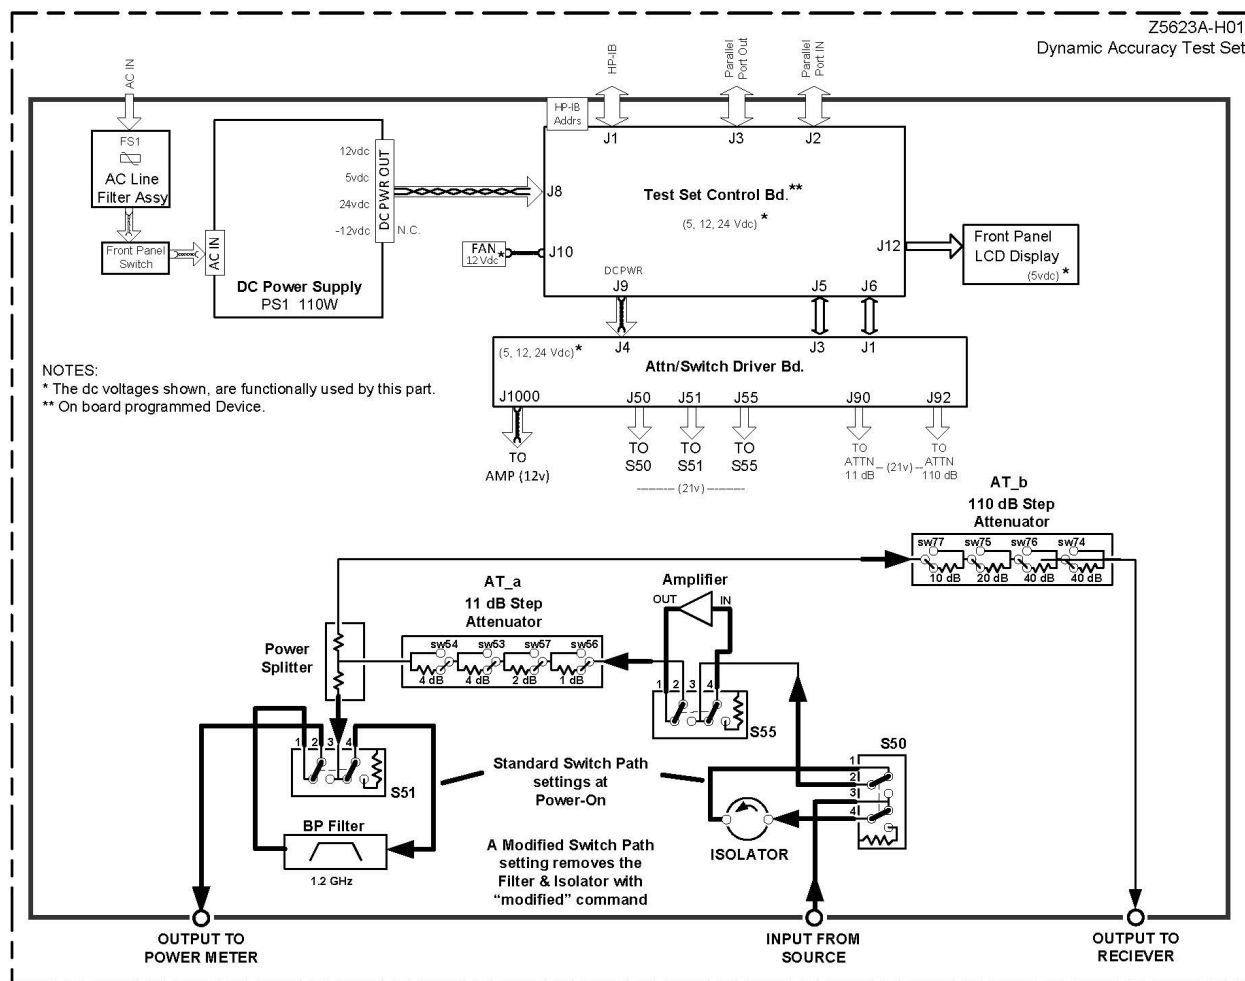 Z5623A-H01
Dynamic Accuracy Test Set
AC IN
HP-IB
Parallel
Port Out
Parallel
Port IN
HP-IB
Addrs
J1
J3
J2
FS1
AC Line
Filter Assy
Front Panel
Switch
AC IN
12vdc
5vdc
24vdc
-12vdc
DC PWR OUT
N.C.
DC Power Supply
PS1 110W
J8
Test Set Control Bd.**
(5, 12, 24 Vdc) *
FAN
12 Vdc *
J10
J12
Front Panel
LCD Display
(5vdc) *
DC PWR
J9
J5
J6
(5, 12, 24 Vdc) *
J4
J3
J1
Attn/Switch Driver Bd.
J1000
J50
J51
J55
J90
J92
NOTES:
* The dc voltages shown, are functionally used by this part.
** On board programmed Device.
TO
AMP (12v)
TO
S50
TO
S51
TO
S55
---------- (21v) ----------
TO
ATTN
11 dB
– (21v) –
TO
ATTN
110 dB
AT_b
110 dB Step
Attenuator
sw77
sw75
sw76
sw74
10 dB
20 dB
40 dB
40 dB
AT_a
11 dB Step
Attenuator
sw54
sw53
sw57
sw56
4 dB
4 dB
2 dB
1 dB
Amplifier
OUT
IN
Power
Splitter
1
2
3
4
S55
1
2
3
4
S51
S50
1
2
3
4
Standard Switch Path
settings at
Power-On
ISOLATOR
BP Filter
1.2 GHz
A Modified Switch Path
setting removes the
Filter & Isolator with
“modified” command
OUTPUT TO
POWER METER
INPUT FROM
SOURCE
OUTPUT TO
RECIEVER